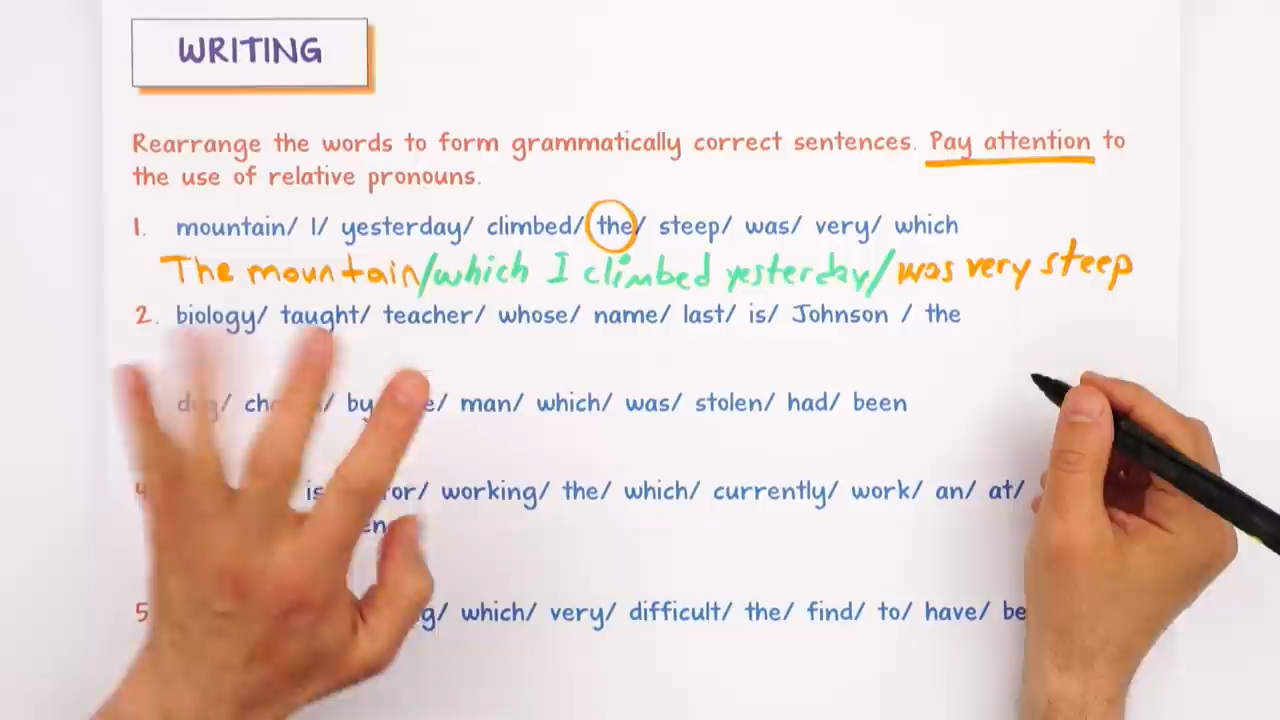 WRITING
Rearrange the words to form grammatically correct sentences. Pay attention to
the use of relative pronouns.
1. mountain/ I/ yesterday/ climbed/ the/ steep/ was/ very/ which
The mountain/which I climbed yesterday/was very steep
2. biology/ taught/ teacher/ whose/ name/ last/ is/ Johnson / the
man/ which/ was/ stolen/ had/ been
working/ the/ which/ currently/ work/ an/ at/
5 which/ very/ difficult/ the/ find/ to/ have/